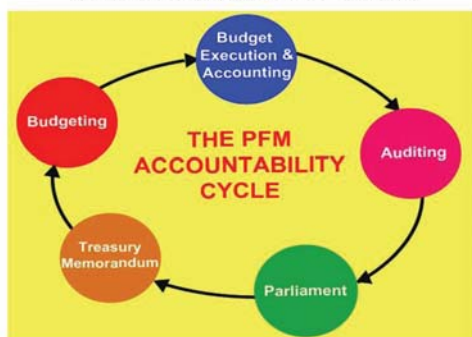 Budget
Execution &
Accounting
Budgeting
Auditing
THE PFM
ACCOUNTABILITY
CYCLE
Treasury
Memorandum
Parliament